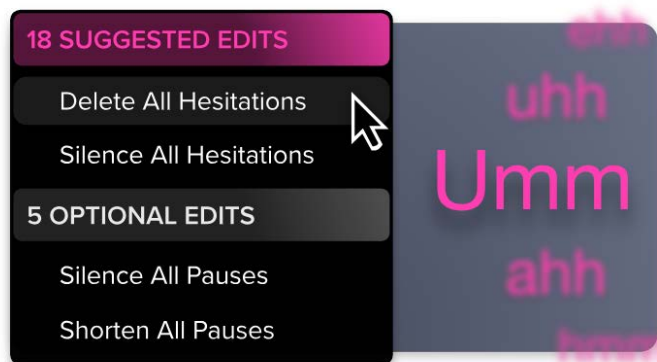 18 SUGGESTED EDITS
Delete All Hesitations
Silence All Hesitations
5 OPTIONAL EDITS
Silence All Pauses
Shorten All Pauses
ehh
uhh
Umm
ahh